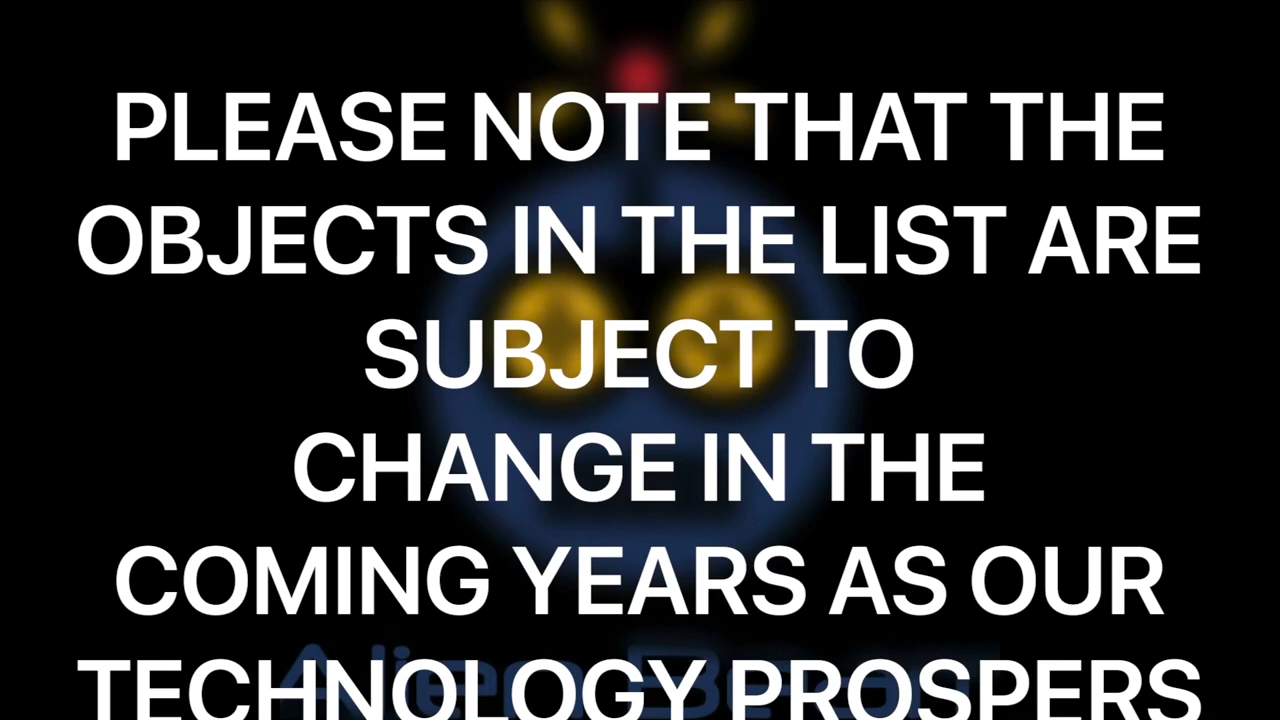 PLEASE NOTE THAT THE
OBJECTS IN THE LIST ARE
SUBJECT TO
CHANGE IN THE
COMING YEARS AS OUR
TECHNOLOGY PROSPERS